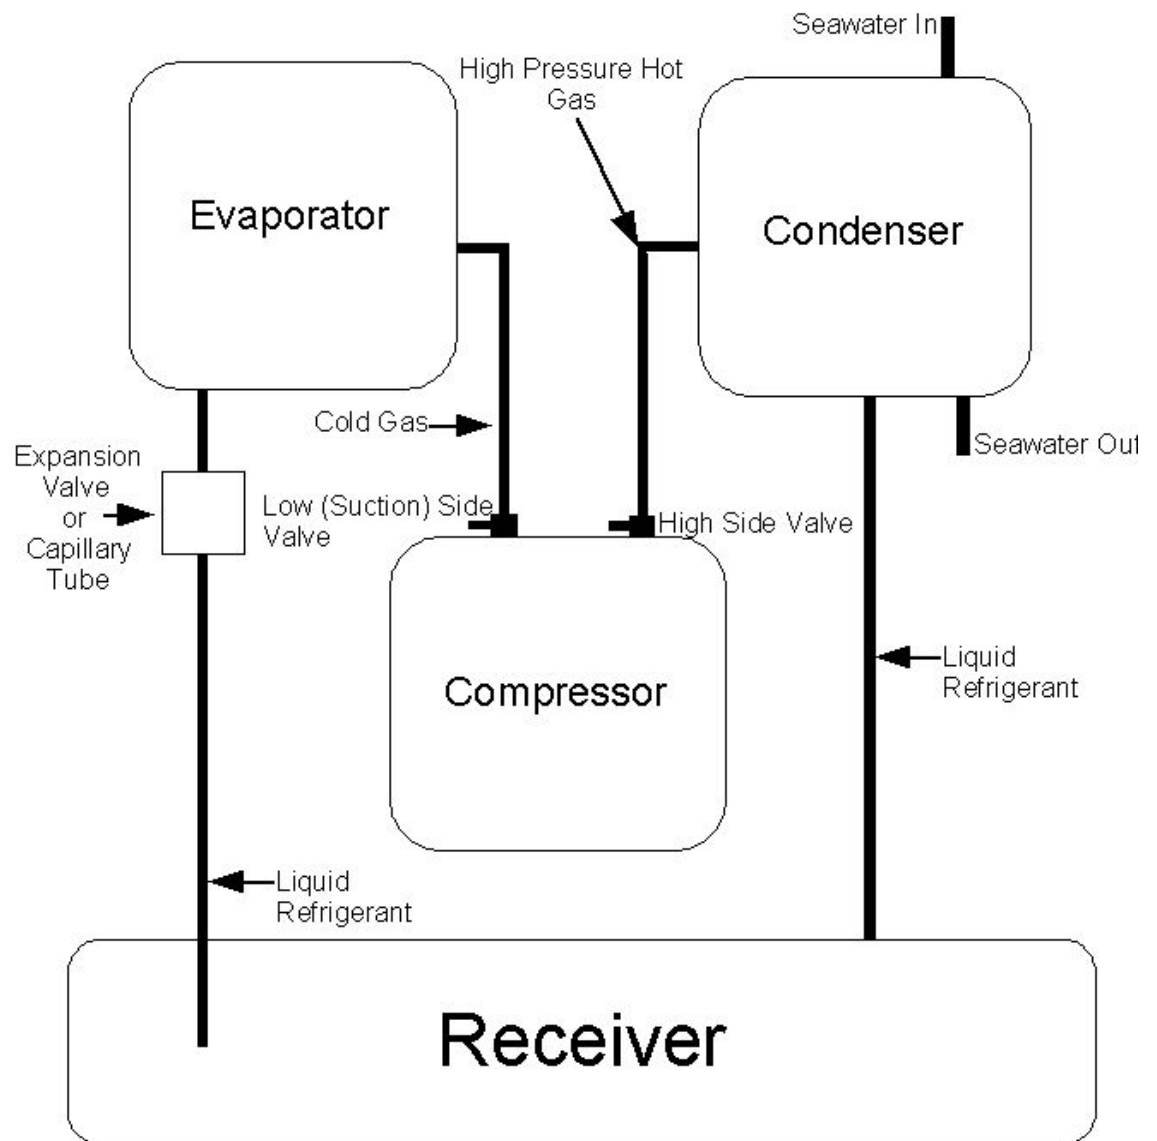 Seawater In
High Pressure Hot
Gas
Evaporator
Condenser
Cold Gas
Seawater Out
Expansion
Valve
or
Capillary
Tube
Low (Suction) Side
Valve
High Side Valve
Liquid
Refrigerant
Compressor
Liquid
Refrigerant
Receiver